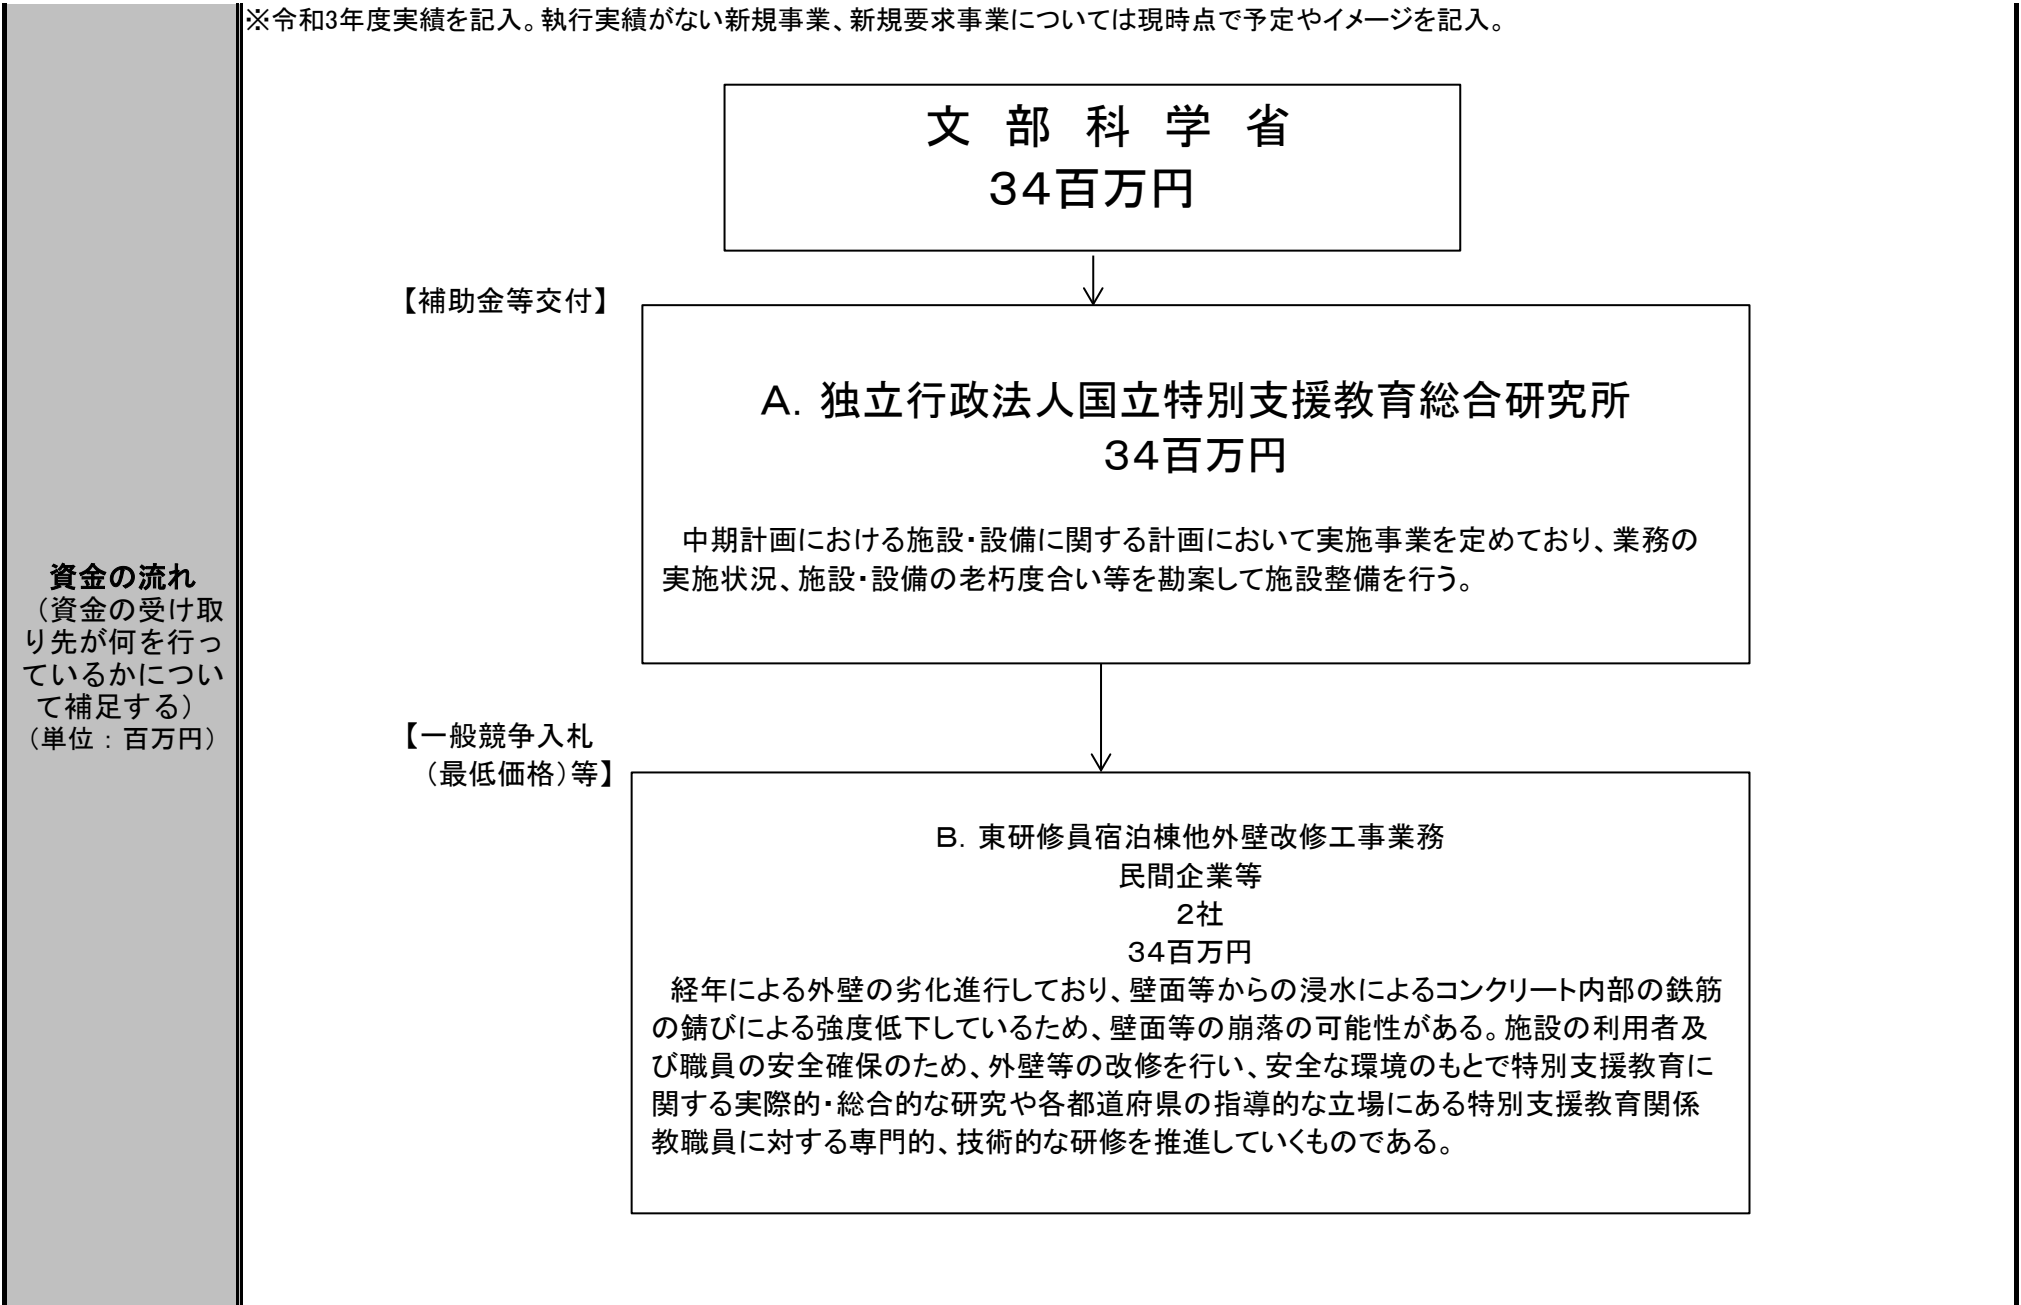 ※令和3年度実績を記入。執行実績がない新規事業、新規要求事業については現時点で予定やイメージを記入。
資金の流れ
（資金の受け取
り先が何を行っ
ているかについ
て補足する）
（単位：百万円）
文　部　科　学　省
３４百万円
【補助金等交付】
Ａ．独立行政法人国立特別支援教育総合研究所
３４百万円
中期計画における施設・設備に関する計画において実施事業を定めており、業務の
実施状況、施設・設備の老朽度合い等を勘案して施設整備を行う。
【一般競争入札
（最低価格）等】
Ｂ．東研修員宿泊棟他外壁改修工事業務
民間企業等
２社
３４百万円
経年による外壁の劣化進行しており、壁面等からの浸水によるコンクリート内部の鉄筋
の錆びによる強度低下しているため、壁面等の崩落の可能性がある。施設の利用者及
び職員の安全確保のため、外壁等の改修を行い、安全な環境のもとで特別支援教育に
関する実際的・総合的な研究や各都道府県の指導的な立場にある特別支援教育関係
教職員に対する専門的、技術的な研修を推進していくものである。